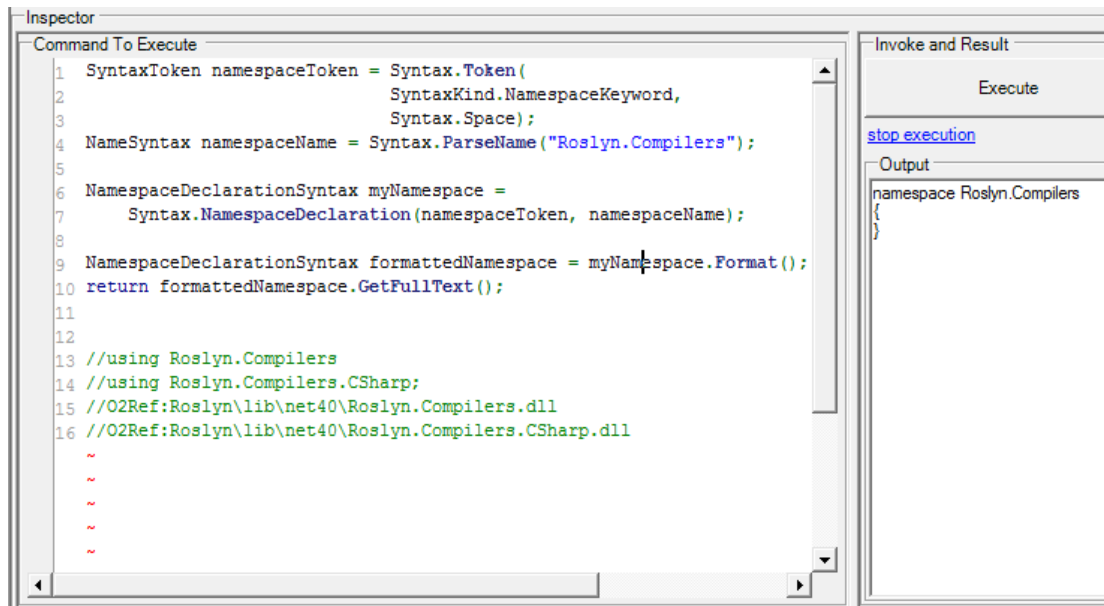 Inspector
Command To Execute
1 SyntaxToken namespaceToken = Syntax.Token(
2 SyntaxKind.NamespaceKeyword,
3 Syntax.Space);
4 NameSyntax namespaceName = Syntax.ParseName("Roslyn.Compilers");
5
6 NamespaceDeclarationSyntax myNamespace =
7 Syntax.NamespaceDeclaration(namespaceToken, namespaceName);
8
9 NamespaceDeclarationSyntax formattedNamespace = myNamespace.Format();
10 return formattedNamespace.GetFullText();
11
12
13 //using Roslyn.Compilers
14 //using Roslyn.Compilers.CSharp;
15 //O2Ref:Roslyn\lib\net40\Roslyn.Compilers.dll
16 //O2Ref:Roslyn\lib\net40\Roslyn.Compilers.CSharp.dll
~
~
~
~
~
Invoke and Result
Execute
stop execution
Output
namespace Roslyn.Compilers
{
}